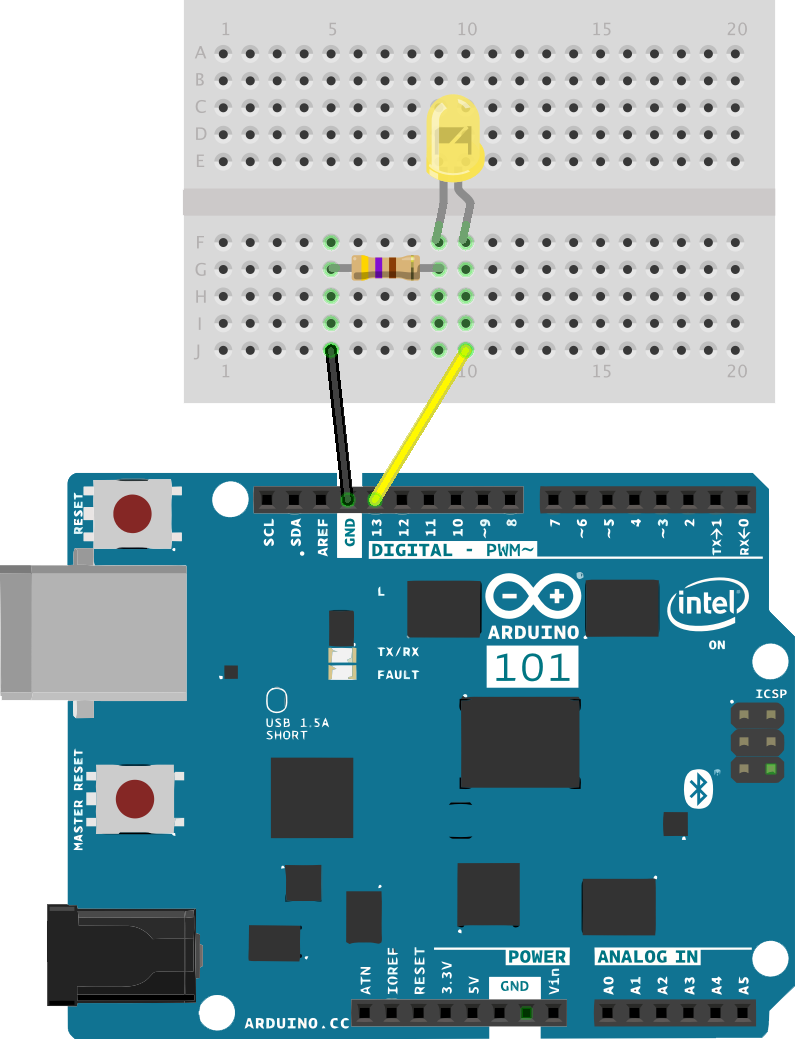 1 5 10 15 20
A
B
C
D
E
F
G
H
I
J
1 10 15 20
RESET
SCL
SDA
AREF
GND
13
12
11
10
~9
8
7
~6
~5
4
~3
2
TX→1
RX←0
DIGITAL - PWM~
L
TX/RX
FAULT
ARDUINO
101
intel®
ON
ICSP
USB 1.5A
SHORT
MASTER RESET
POWER
ANALOG IN
ATN
IOREF
RESET
3.3V
5V
GND
Vin
A0
A1
A2
A3
A4
A5
ARDUINO.CC